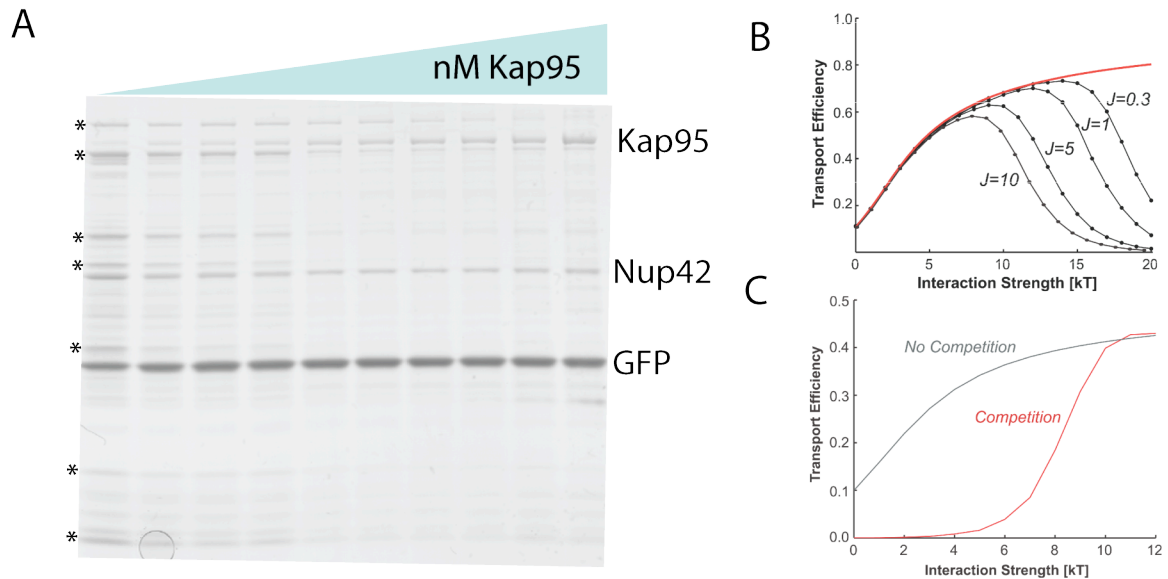 A
nM Kap95
*
*
Kap95
*
*
Nup42
*
GFP
*
*
B
1.0
0.8
0.6
0.4
0.2
Transport Efficiency
J=0.3
J=1
J=5
J=10
0
5
10
15
20
Interaction Strength [kT]
C
0.5
0.4
0.3
0.2
0.1
0.0
Transport Efficiency
No Competition
Competition
0
2
4
6
8
10
12
Interaction Strength [kT]